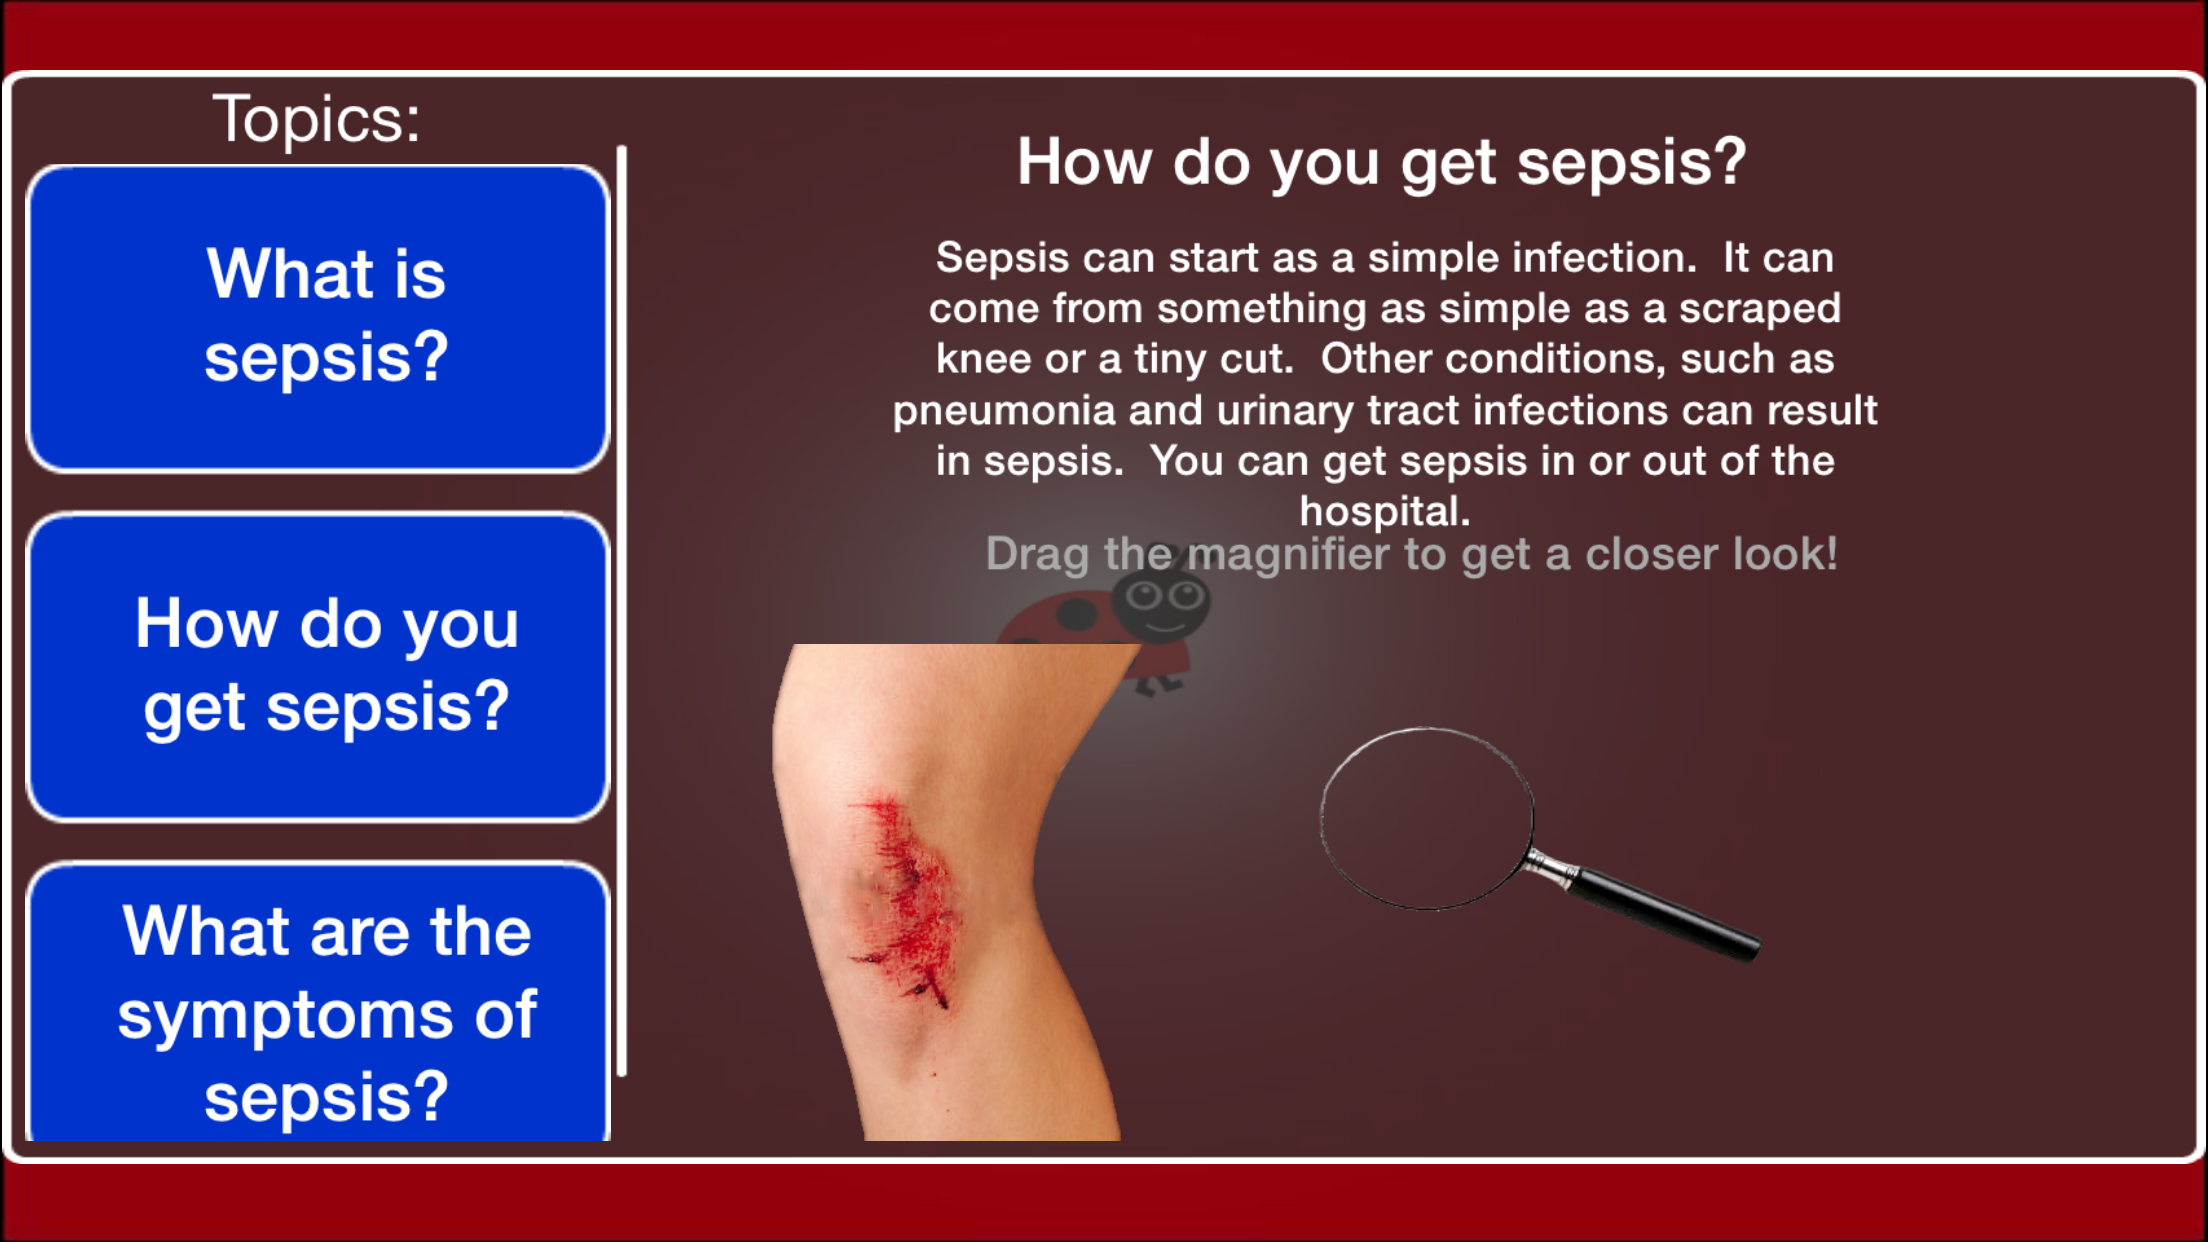 Topics:
What is
sepsis?
How do you
get sepsis?
What are the
symptoms of
sepsis?
How do you get sepsis?
Sepsis can start as a simple infection.  It can
come from something as simple as a scraped
knee or a tiny cut.  Other conditions, such as
pneumonia and urinary tract infections can result
in sepsis.  You can get sepsis in or out of the
hospital.
Drag the magnifier to get a closer look!